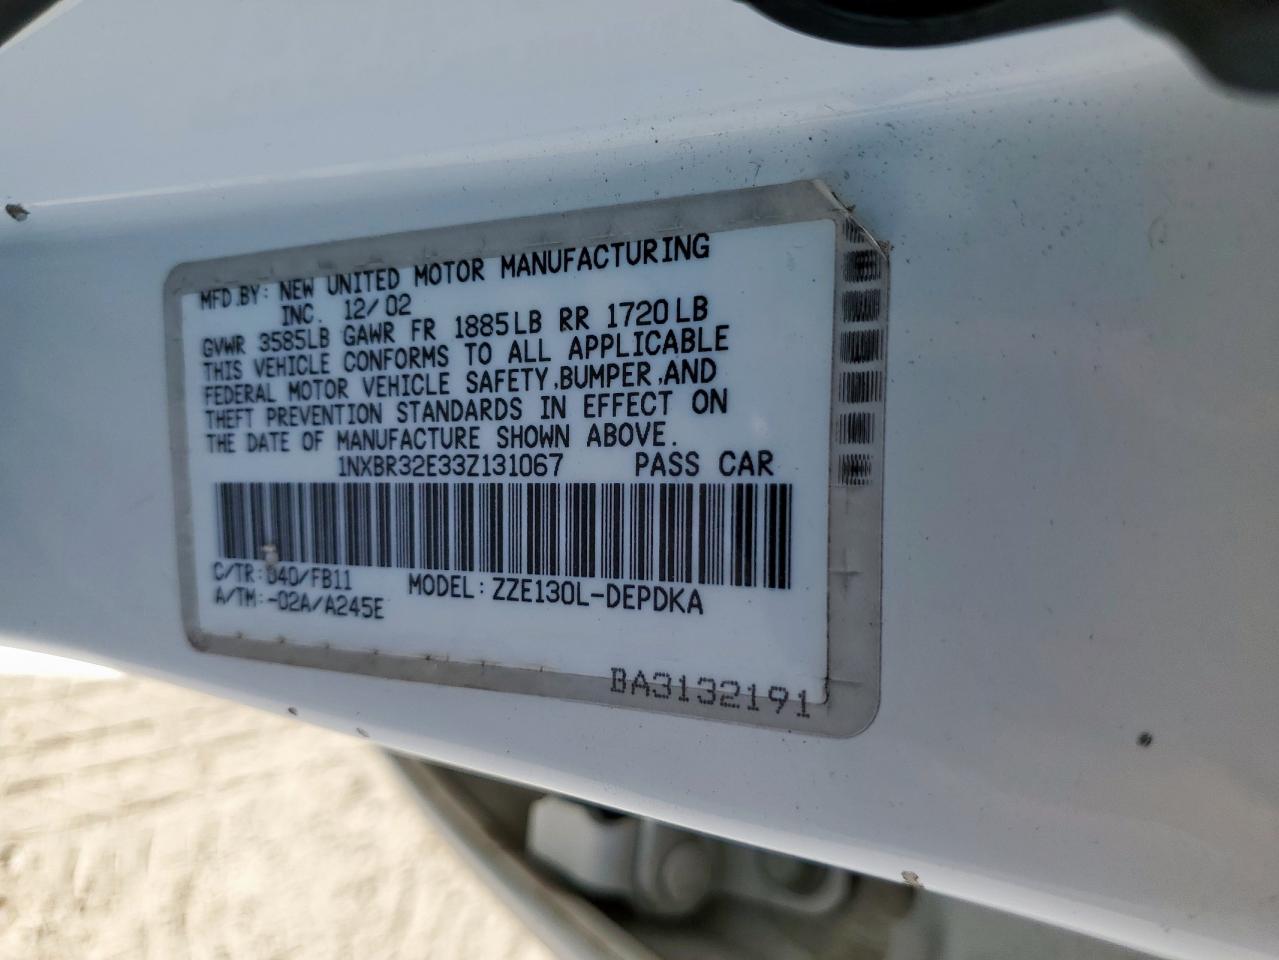 MFD.BY: NEW UNITED MOTOR MANUFACTURING
INC. 12/02
GVWR 3585LB GAWR FR 1885LB RR 1720LB
THIS VEHICLE CONFORMS TO ALL APPLICABLE
FEDERAL MOTOR VEHICLE SAFETY,BUMPER,AND
THEFT PREVENTION STANDARDS IN EFFECT ON
THE DATE OF MANUFACTURE SHOWN ABOVE.
1NXBR32E33Z131067 PASS CAR
C/TR:040/FB11 MODEL:ZZE130L-DEPDKA
A/TM:-02A/A245E
BA3132191